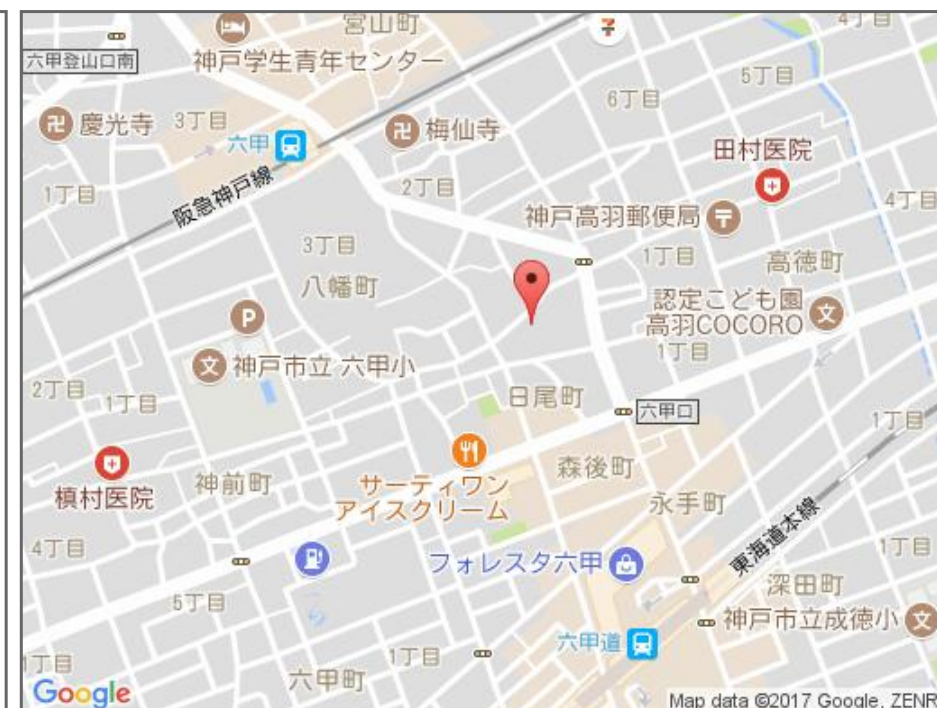 宮山町
4丁目
六甲登山口南
神戸学生青年センター
5丁目
6丁目
慶光寺
3丁目
梅仙寺
六甲
田村医院
1丁目
阪急神戸線
2丁目
4丁目
神戸高羽郵便局
3丁目
1丁目
高徳町
八幡町
認定こども園
高羽COCORO
P
文
神戸市立 六甲小
文
1丁目
2丁目
1丁目
日尾町
六甲口
1丁目
槙村医院
神前町
サーティワン
アイスクリーム
森後町
永手町
東海道本線
4丁目
フォレスタ六甲
1丁目
深田町
5丁目
神戸市立成徳小
文
六甲道
1丁目
1丁目
六甲町
Google
Map data ©2017 Google, ZENR